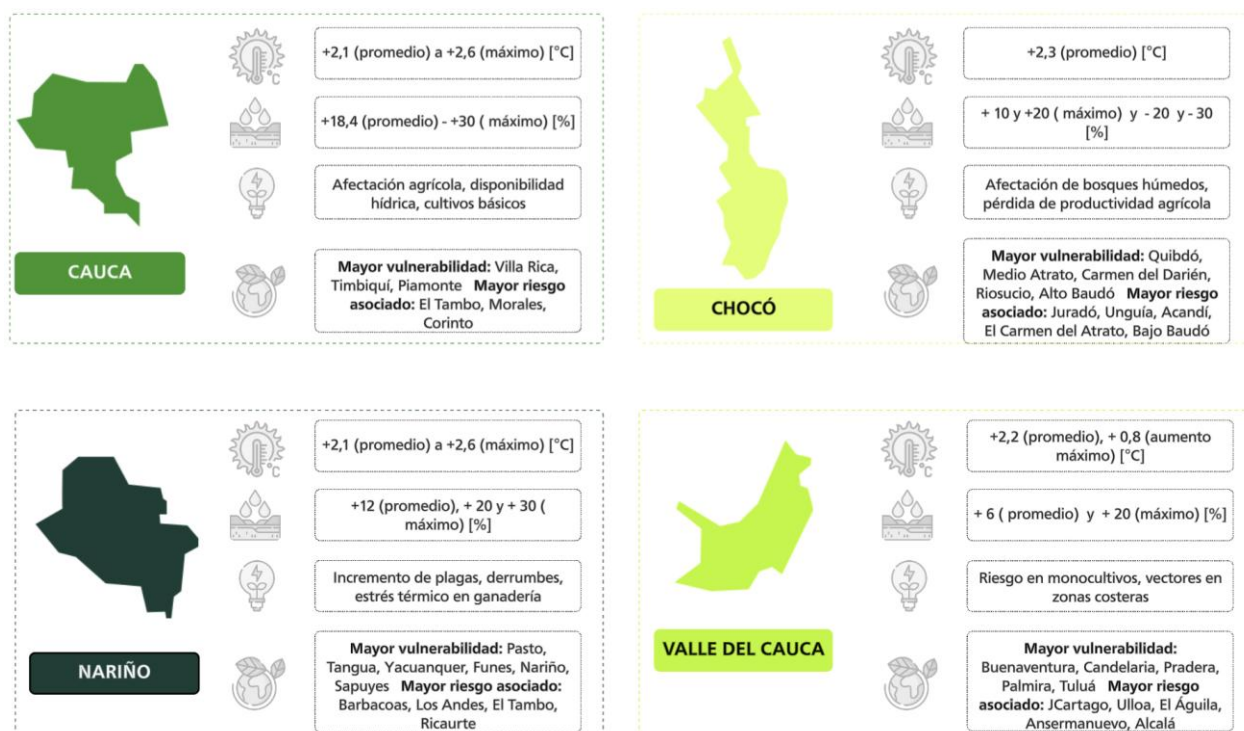 +2,1 (promedio) a +2,6 (máximo) [°C]
+18,4 (promedio) - +30 ( máximo) [%]
Afectación agrícola, disponibilidad
hídrica, cultivos básicos
CAUCA
Mayor vulnerabilidad: Villa Rica,
Timbiquí, Piamonte Mayor riesgo
asociado: El Tambo, Morales,
Corinto
+2,3 (promedio) [°C]
+ 10 y +20 ( máximo) y - 20 y - 30
[%]
Afectación de bosques húmedos,
pérdida de productividad agrícola
CHOCÓ
Mayor vulnerabilidad: Quibdó,
Medio Atrato, Carmen del Darién,
Riosucio, Alto Baudó Mayor riesgo
asociado: Juradó, Unguía, Acandí,
El Carmen del Atrato, Bajo Baudó
+2,1 (promedio) a +2,6 (máximo) [°C]
+12 (promedio), + 20 y + 30 (
máximo) [%]
Incremento de plagas, derrumbes,
estrés térmico en ganadería
NARIÑO
Mayor vulnerabilidad: Pasto,
Tangua, Yacuanquer, Funes, Nariño,
Sapuyes Mayor riesgo asociado:
Barbacoas, Los Andes, El Tambo,
Ricaurte
+2,2 (promedio), + 0,8 (aumento
máximo) [°C]
+ 6 ( promedio) y + 20 (máximo) [%]
Riesgo en monocultivos, vectores en
zonas costeras
VALLE DEL CAUCA
Mayor vulnerabilidad:
Buenaventura, Candelaria, Pradera,
Palmira, Tuluá Mayor riesgo
asociado: JCartago, Ulloa, El Águila,
Ansermanuevo, Alcalá